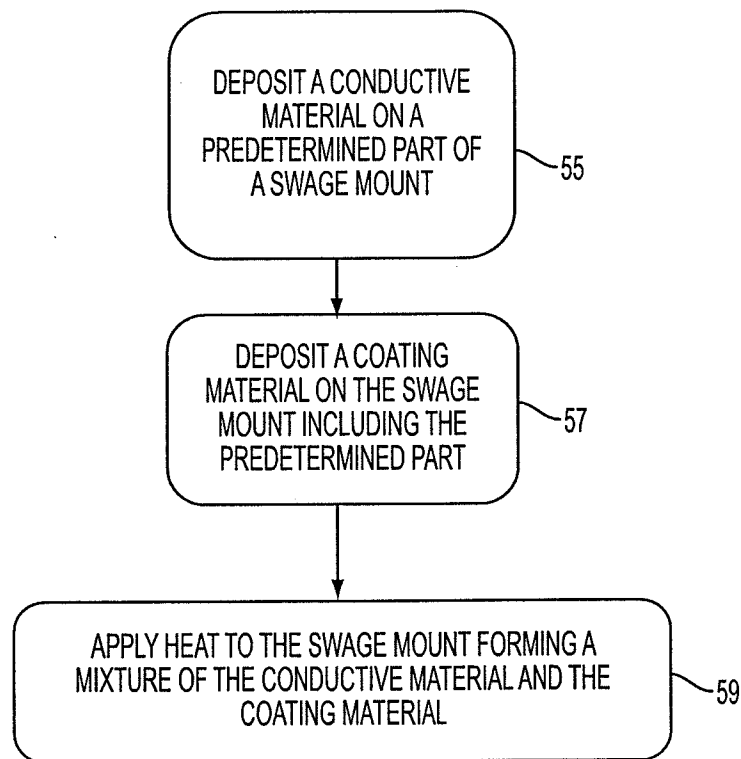 DEPOSIT A CONDUCTIVE
MATERIAL ON A
PREDETERMINED PART OF
A SWAGE MOUNT
55
DEPOSIT A COATING
MATERIAL ON THE SWAGE
MOUNT INCLUDING THE
PREDETERMINED PART
57
APPLY HEAT TO THE SWAGE MOUNT FORMING A
MIXTURE OF THE CONDUCTIVE MATERIAL AND THE
COATING MATERIAL
59